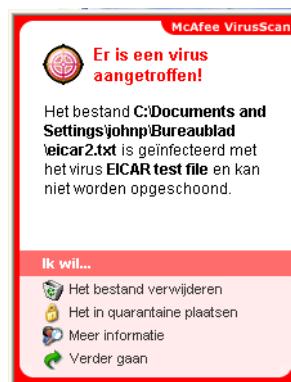 McAfee VirusScan
Er is een virus
aangetroffen!
Het bestand C:\Documents and
Settings\johnp\Bureaublad
\eicar2.txt is geïnfecteerd met
het virus EICAR test file en kan
niet worden opgeschoond.
Ik wil...
Het bestand verwijderen
Het in quarantaine plaatsen
Meer informatie
Verder gaan